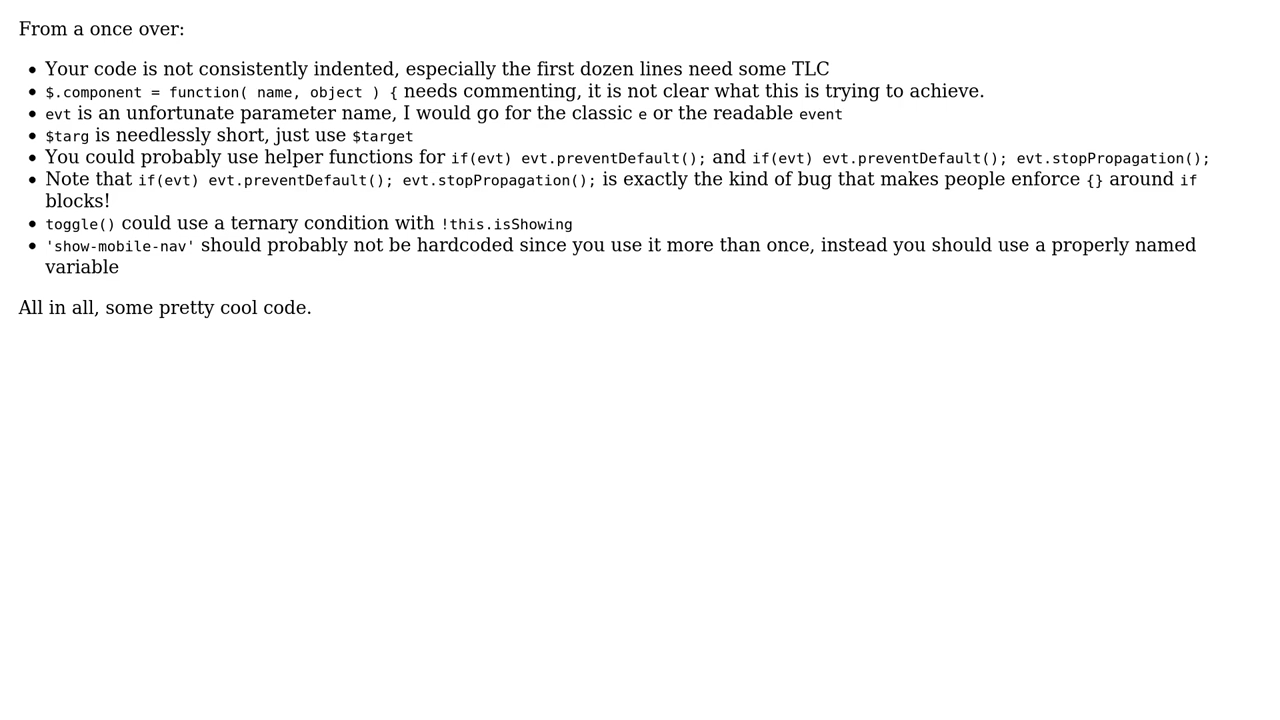 From a once over:
Your code is not consistently indented, especially the first dozen lines need some TLC
$.component = function( name, object ) { needs commenting, it is not clear what this is trying to achieve.
evt is an unfortunate parameter name, I would go for the classic e or the readable event
$targ is needlessly short, just use $target
You could probably use helper functions for if(evt) evt.preventDefault(); and if(evt) evt.preventDefault(); evt.stopPropagation();
Note that if(evt) evt.preventDefault(); evt.stopPropagation(); is exactly the kind of bug that makes people enforce {} around if
blocks!
toggle() could use a ternary condition with !this.isShowing
'show-mobile-nav' should probably not be hardcoded since you use it more than once, instead you should use a properly named
variable
All in all, some pretty cool code.